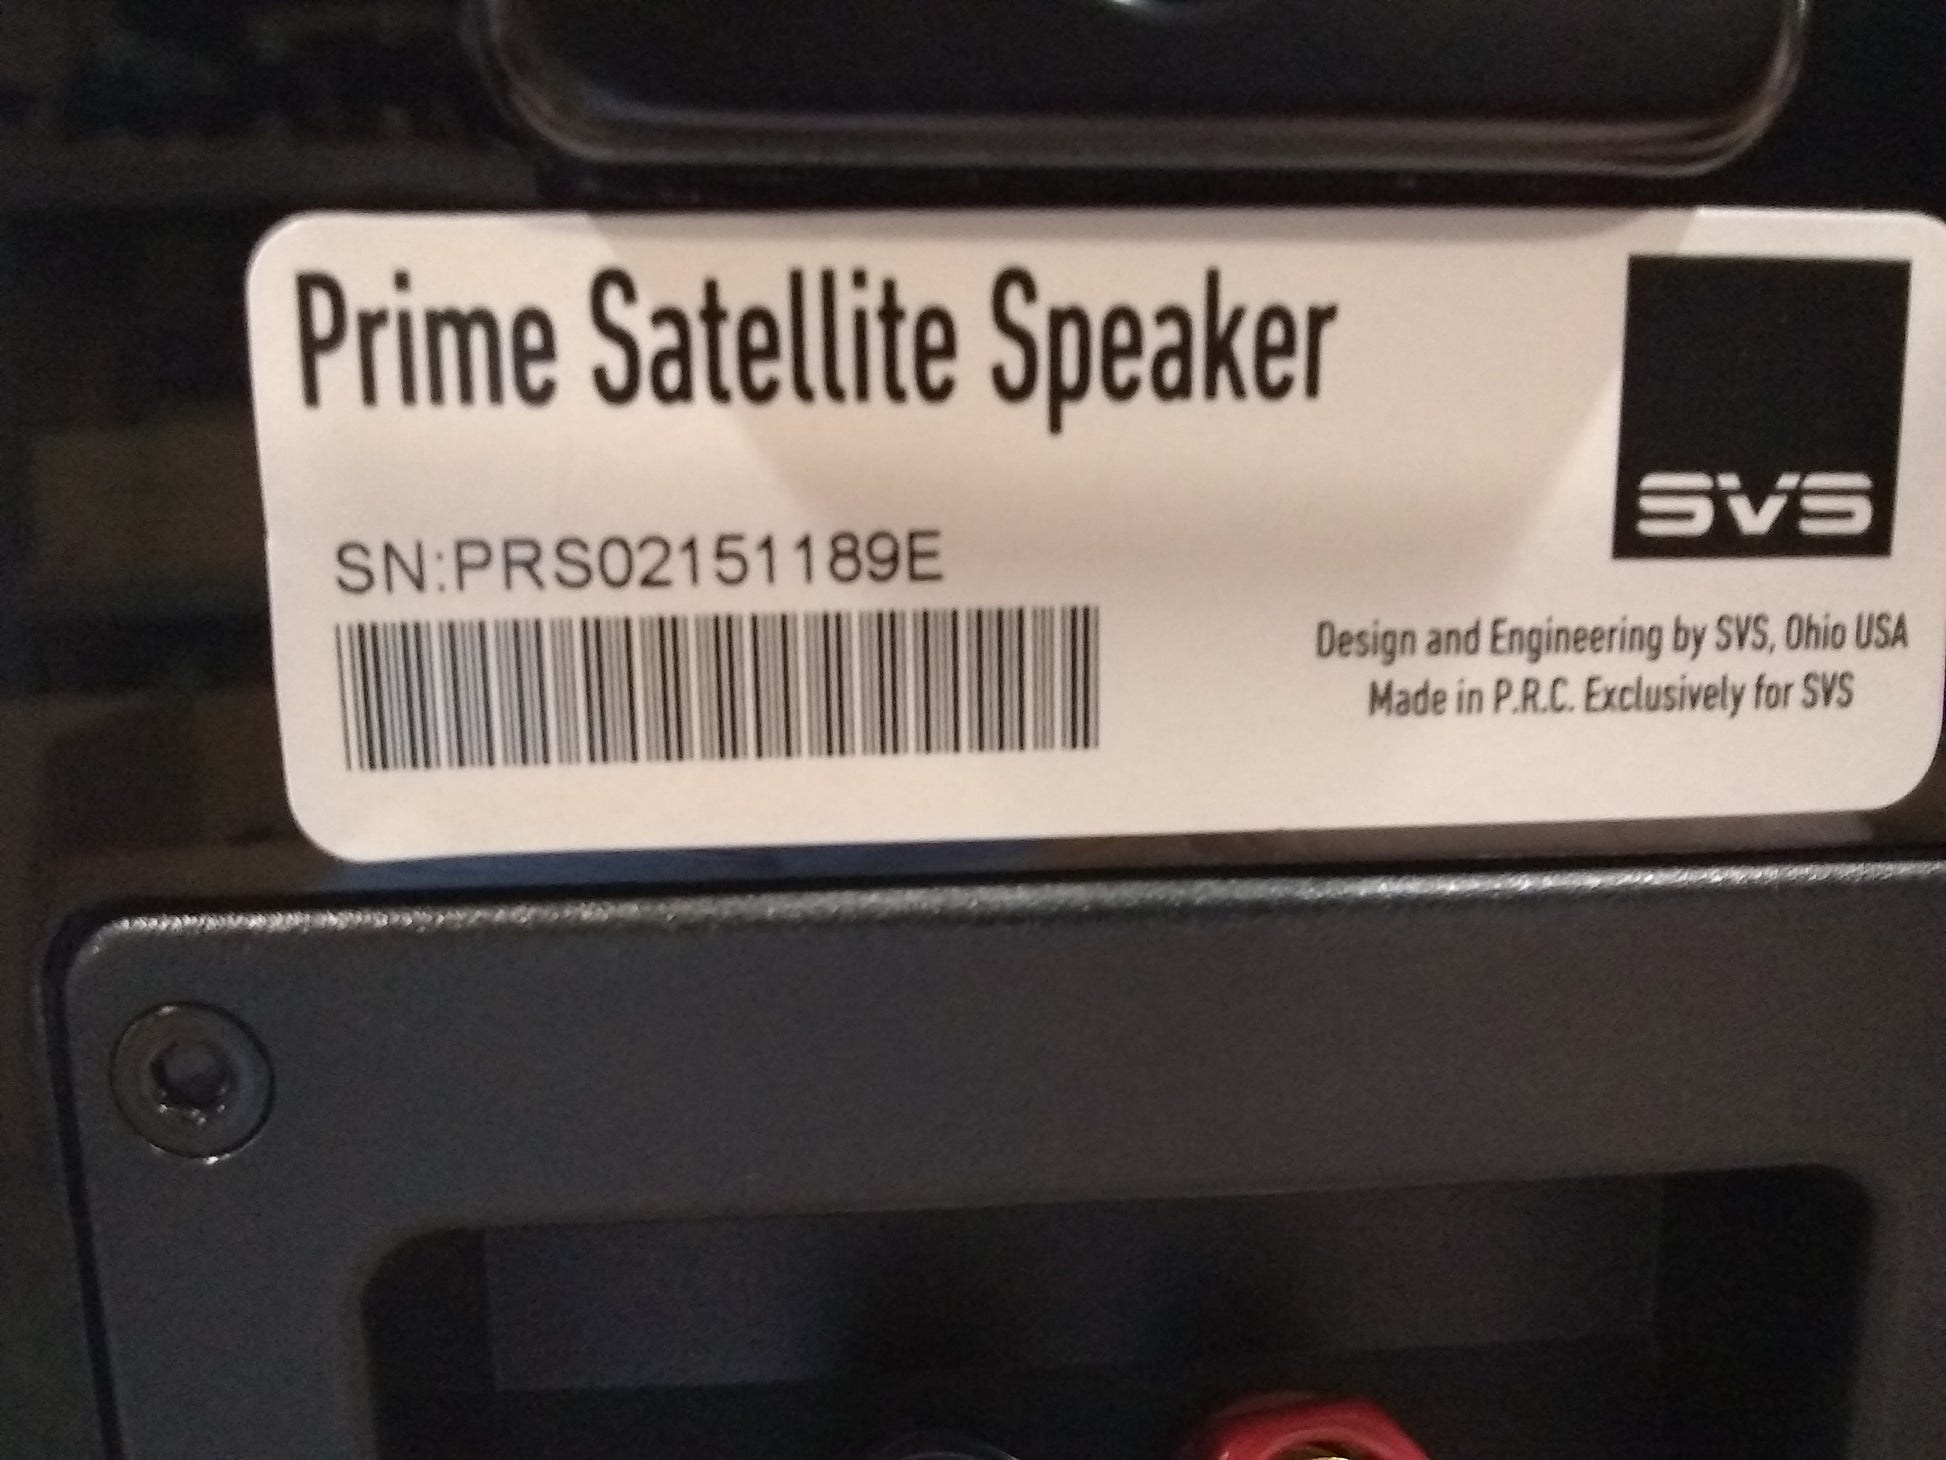 Prime Satellite Speaker
SVS
SN:PRS02151189E
Design and Engineering by SVS, Ohio USA
Made in P.R.C. Exclusively for SVS